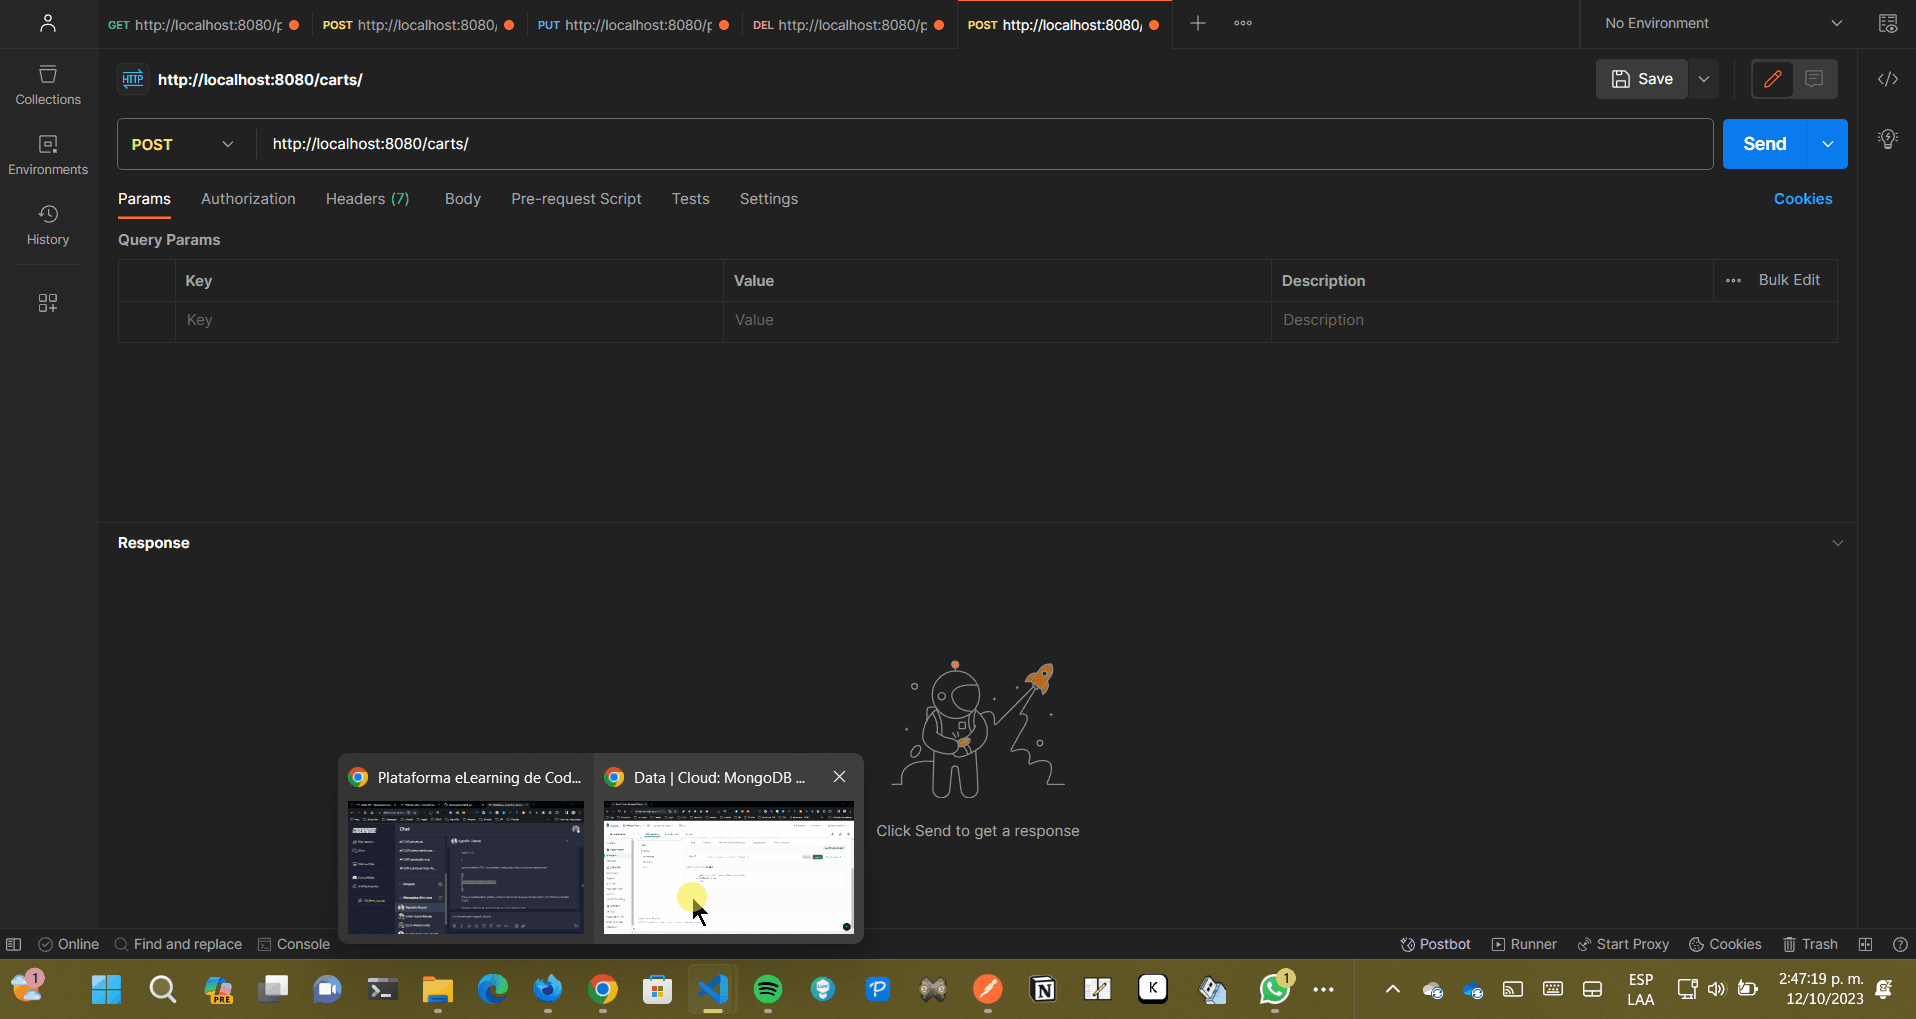 GET http://localhost:8080/p
POST http://localhost:8080/
PUT http://localhost:8080/p
DEL http://localhost:8080/p
POST http://localhost:8080/
No Environment
HTTP http://localhost:8080/carts/
Save
Collections
Environments
History
POST http://localhost:8080/carts/
Send
Params Authorization Headers (7) Body Pre-request Script Tests Settings Cookies
Query Params
Key Value Description Bulk Edit
Key Value Description
Response
Click Send to get a response
Plataforma eLearning de Cod...
Data | Cloud: MongoDB ...
Chat
Online Find and replace Console
Postbot Runner Start Proxy Cookies Trash
1
PRE
K
1
ESP
LAA
2:47:19 p. m.
12/10/2023